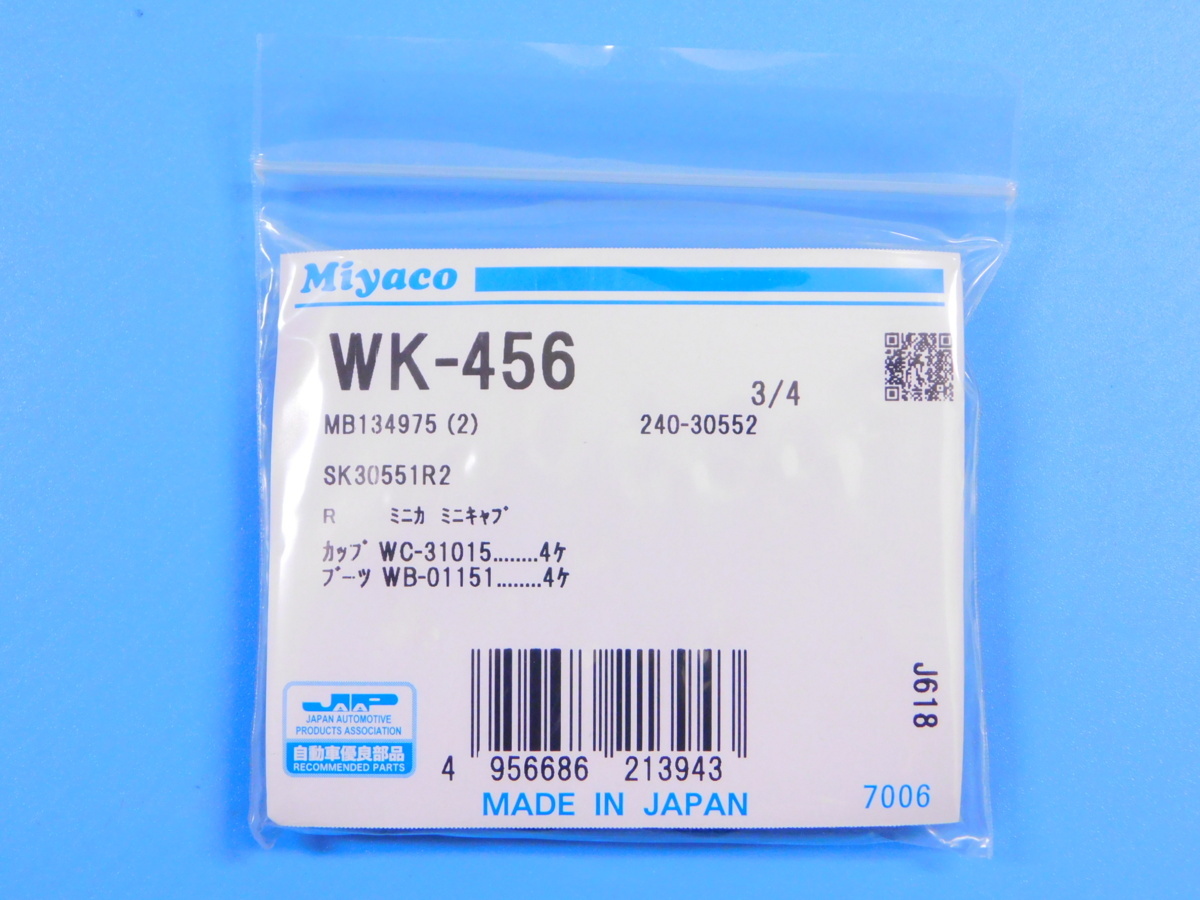 Miyaco
WK-456
3/4
MB134975 (2) 240-30552
SK30551R2
R ﾐﾆｶ ﾐﾆｷｬﾌﾞ
ｶｯﾌﾟ WC-31015........4ｹ
ﾌﾞｰﾂ WB-01151........4ｹ
J618
JAAP
JAPAN AUTOMOTIVE
PRODUCTS ASSOCIATION
自動車優良部品
RECOMMENDED PARTS
4 956686 213943
MADE IN JAPAN
7006